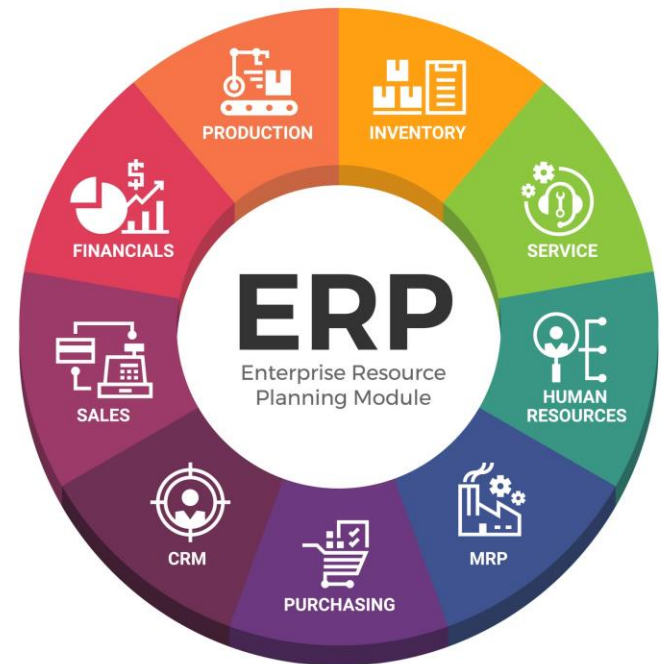 PRODUCTION
INVENTORY
FINANCIALS
SERVICE
ERP
Enterprise Resource
Planning Module
SALES
HUMAN
RESOURCES
CRM
MRP
PURCHASING